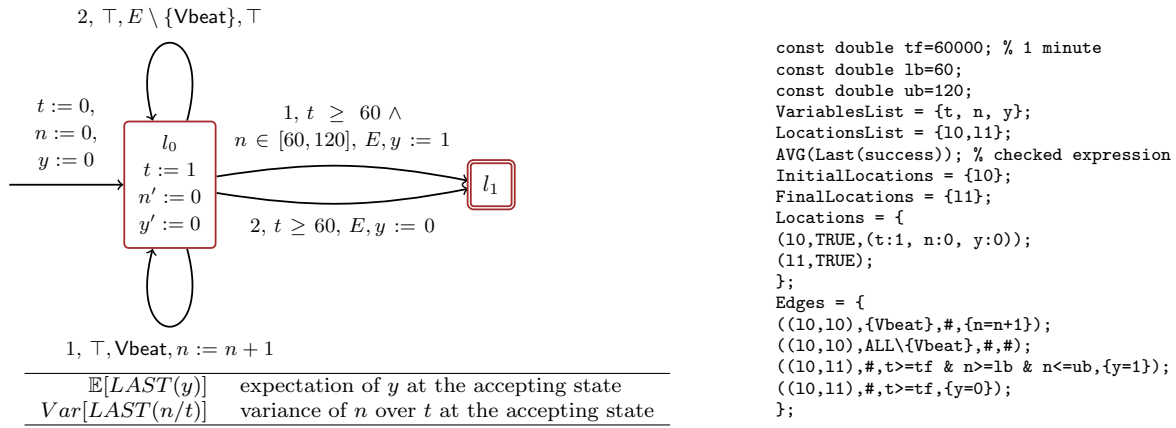 2, ⊤, E \ {Vbeat}, ⊤
t := 0,
n := 0,
y := 0
l₀
t := 1
n′ := 0
y′ := 0
1, t ≥ 60 ∧
n ∈ [60, 120], E, y := 1
2, t ≥ 60, E, y := 0
l₁
1, ⊤, Vbeat, n := n + 1
𝔼[LAST(y)] expectation of y at the accepting state
Var[LAST(n/t)] variance of n over t at the accepting state
const double tf=60000; % 1 minute
const double lb=60;
const double ub=120;
VariablesList = {t, n, y};
LocationsList = {l0,l1};
AVG(Last(success)); % checked expression
InitialLocations = {l0};
FinalLocations = {l1};
Locations = {
(l0,TRUE,(t:1, n:0, y:0));
(l1,TRUE);
};
Edges = {
((l0,l0),{Vbeat},#,{n=n+1});
((l0,l0),ALL\{Vbeat},#,#);
((l0,l1),#,t>=tf & n>=lb & n<=ub,{y=1});
((l0,l1),#,t>=tf,{y=0});
};